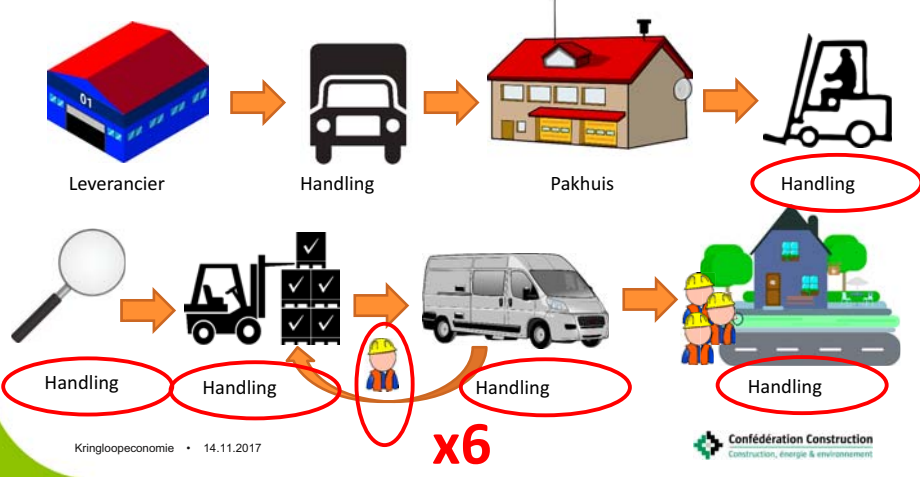 01
Leverancier
Handling
Pakhuis
Handling
Handling
Handling
Handling
Handling
x6
Kringloopeconomie • 14.11.2017
Confédération Construction
Construction, énergie & environnement